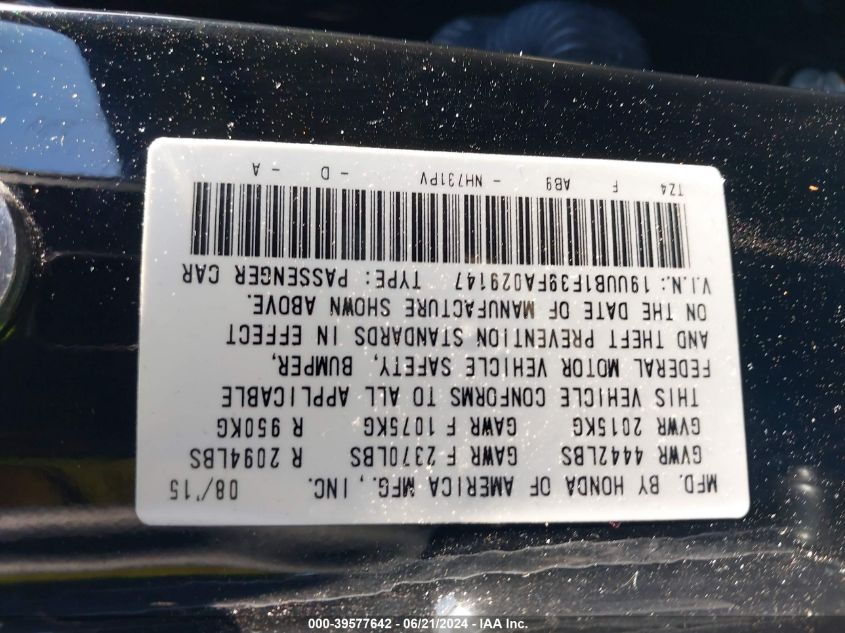 MFD. BY HONDA OF AMERICA MFG., INC. 08/'15
GVWR 4442LBS GAWR F 2370LBS R 2094LBS
GVWR 2015KG GAWR F 1075KG R 950KG
THIS VEHICLE CONFORMS TO ALL APPLICABLE
FEDERAL MOTOR VEHICLE SAFETY, BUMPER,
AND THEFT PREVENTION STANDARDS IN EFFECT
ON THE DATE OF MANUFACTURE SHOWN ABOVE.
V.I.N.: 19UUB1F39FA029147 TYPE: PASSENGER CAR
TZ4 F AB9 - NH731PV - D - A
000-39577642 - 06/21/2024 - IAA Inc.